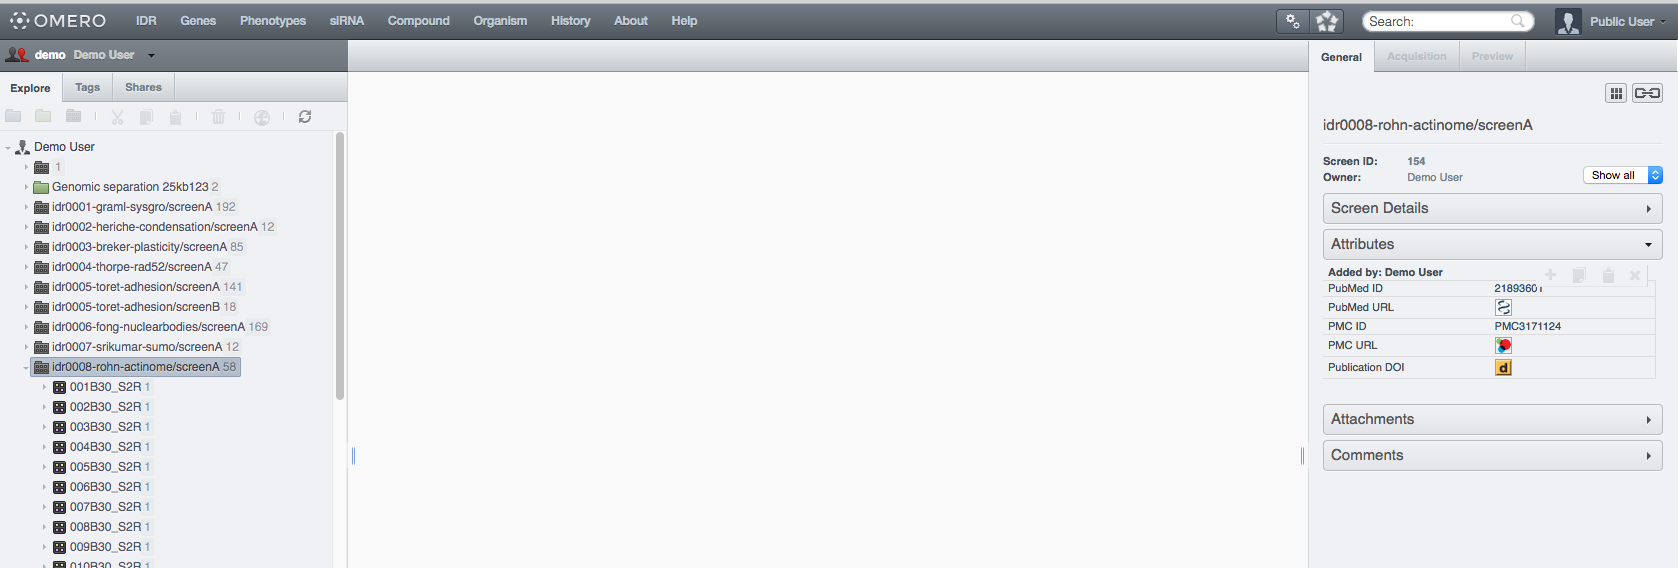 OMERO IDR Genes Phenotypes siRNA Compound Organism History About Help Search: Public User
demo Demo User
Explore Tags Shares
Demo User
1
Genomic separation 25kb123 2
idr0001-graml-sysgro/screenA 192
idr0002-heriche-condensation/screenA 12
idr0003-breker-plasticity/screenA 85
idr0004-thorpe-rad52/screenA 47
idr0005-toret-adhesion/screenA 141
idr0005-toret-adhesion/screenB 18
idr0006-fong-nuclearbodies/screenA 169
idr0007-srikumar-sumo/screenA 12
idr0008-rohn-actinome/screenA 58
001B30_S2R 1
002B30_S2R 1
003B30_S2R 1
004B30_S2R 1
005B30_S2R 1
006B30_S2R 1
007B30_S2R 1
008B30_S2R 1
009B30_S2R 1
010B30_S2R 1
General Acquisition Preview
idr0008-rohn-actinome/screenA
Screen ID: 154
Owner: Demo User
Show all
Screen Details
Attributes
Added by: Demo User
PubMed ID 21893601
PubMed URL
PMC ID PMC3171124
PMC URL
Publication DOI d
Attachments
Comments